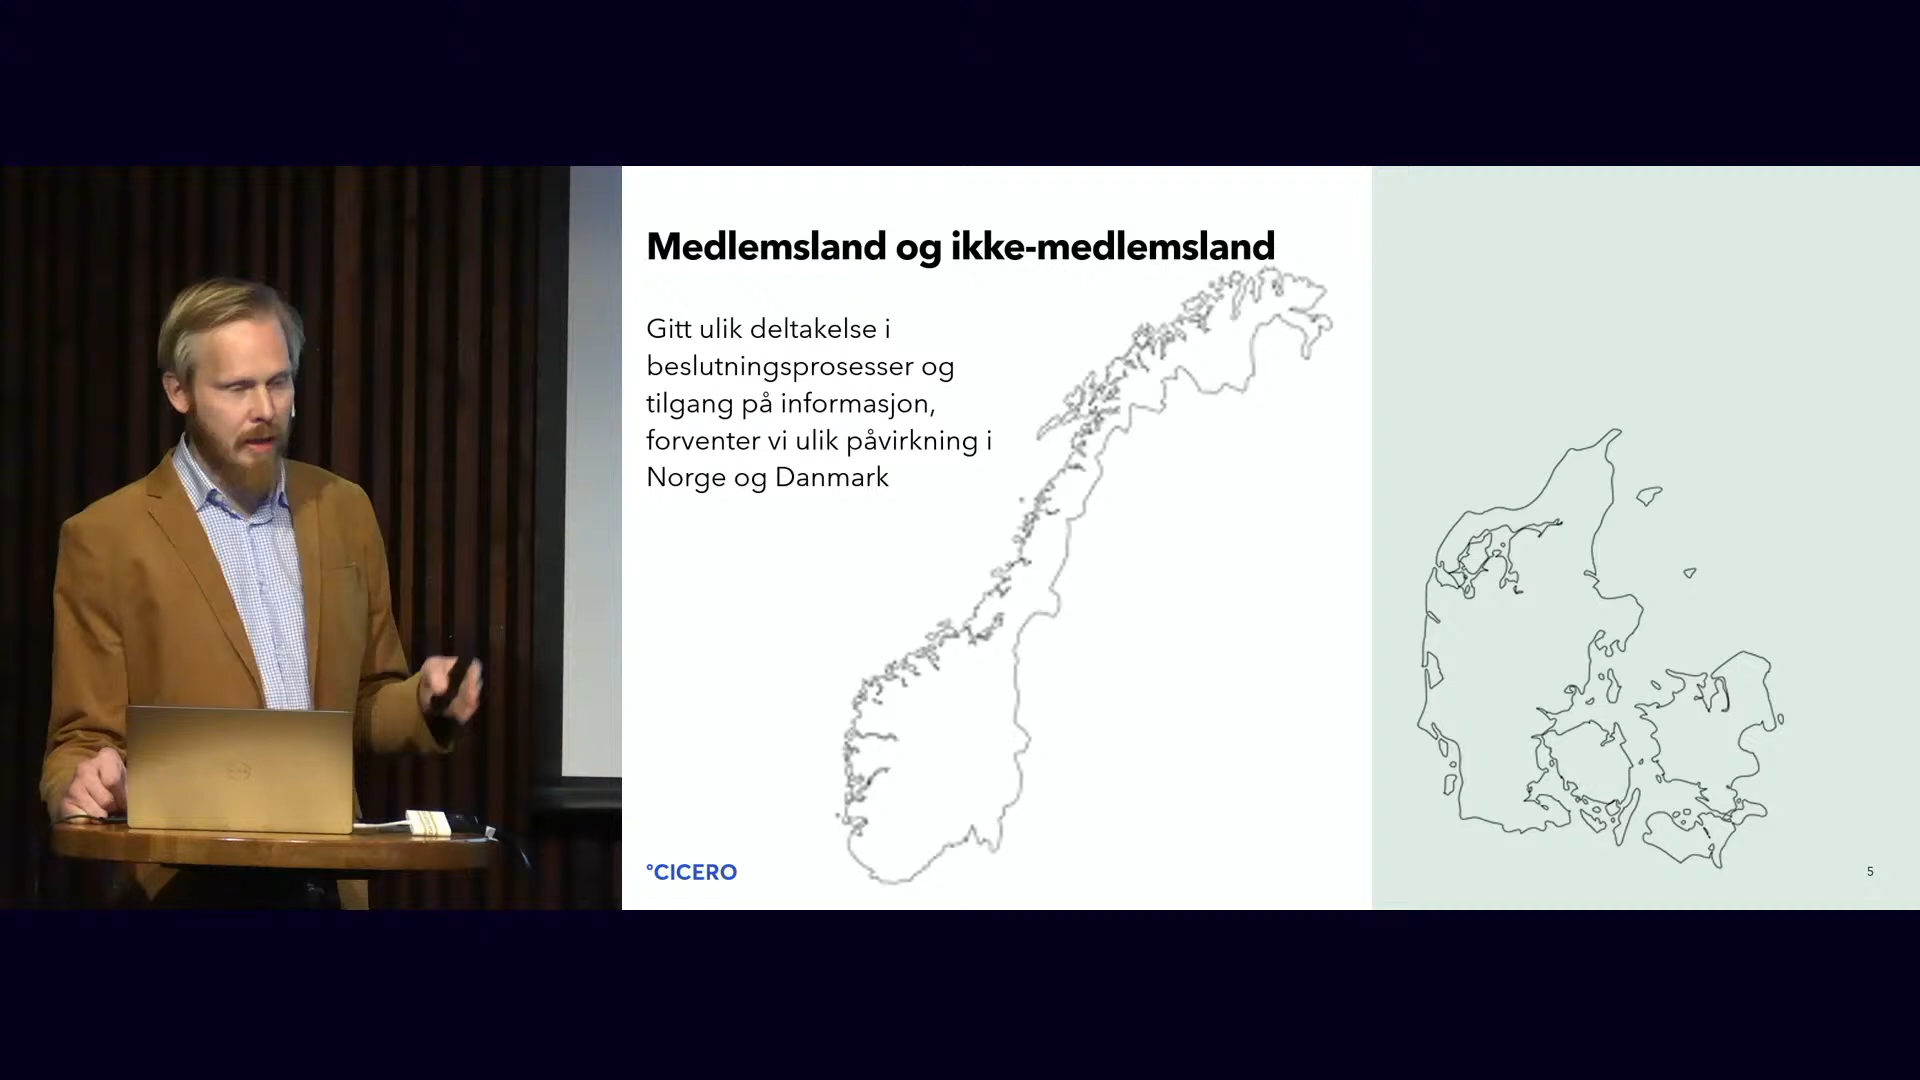 Medlemsland og ikke-medlemsland
Gitt ulik deltakelse i
beslutningsprosesser og
tilgang på informasjon,
forventer vi ulik påvirkning i
Norge og Danmark
°CICERO
5